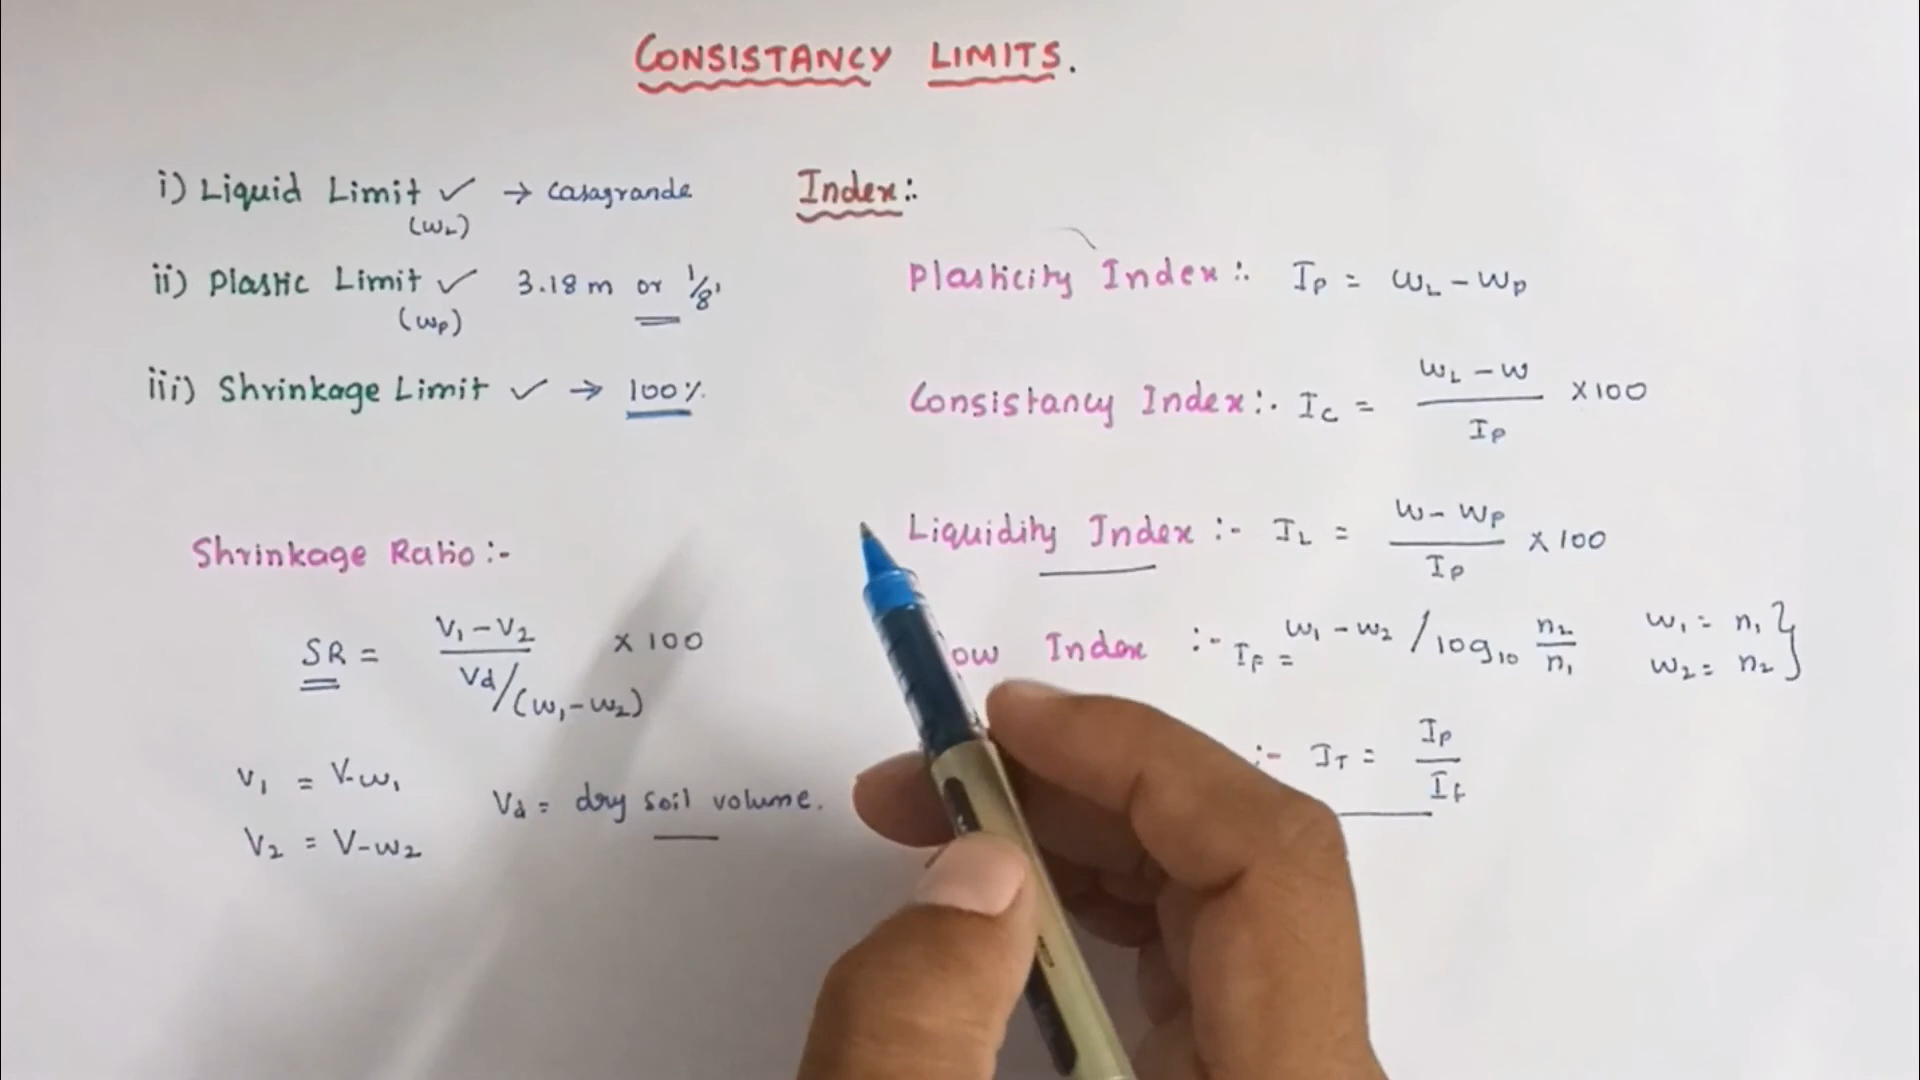 CONSISTANCY LIMITS.
i) Liquid Limit ✓ → Casagrande
(wL)
ii) Plastic Limit ✓ 3.18 m or 1/8'
(wp)
iii) Shrinkage Limit ✓ → 100%
Shrinkage Ratio :-
SR = V1 - V2 / Vd/(w1-w2) × 100
V1 = V-w1
V2 = V-w2
Vd = dry soil volume.
Index :.
Plasticity Index :. Ip = wL - wp
Consistancy Index :. Ic = wL - w / Ip × 100
Liquidity Index :- IL = w - wp / Ip × 100
ow Index :- IF = w1 - w2 / log10 n2/n1 w1 = n1 }
w2 = n2
:- IT = Ip / If